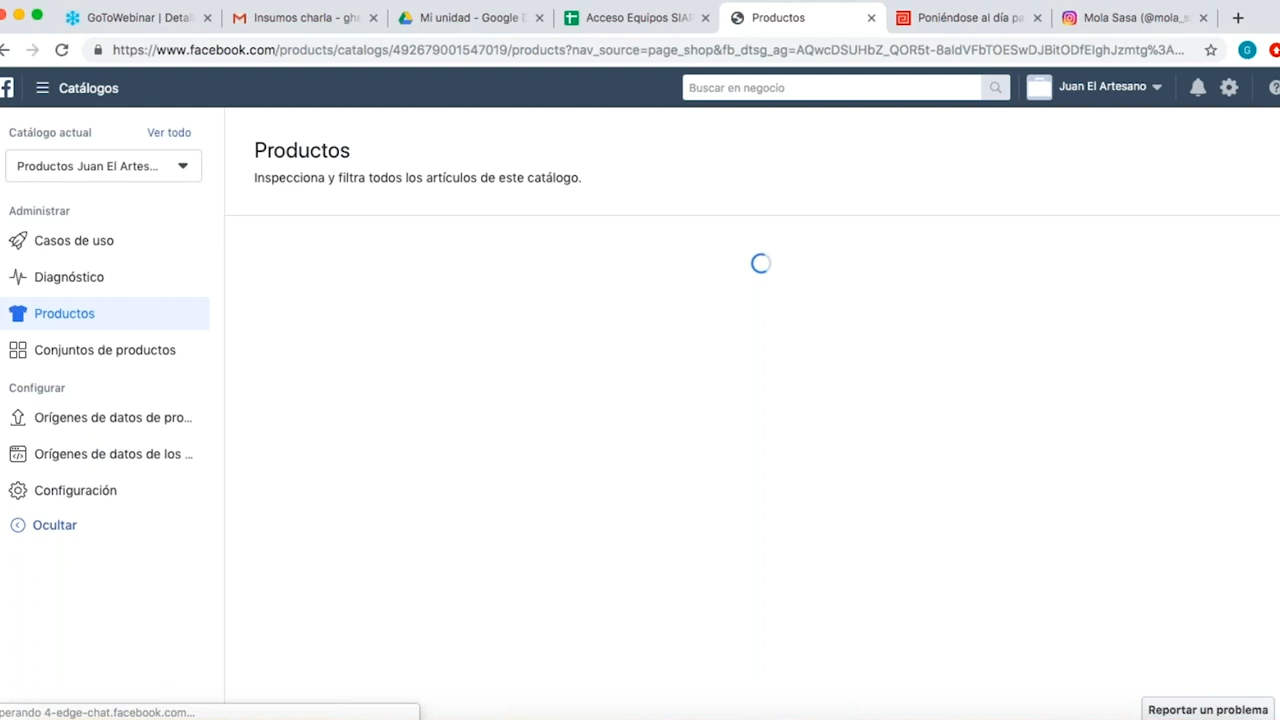 GoToWebinar | Detal
Insumos charla - ghe
Mi unidad - Google D
Acceso Equipos SIAP
Productos
Poniéndose al día pa
Mola Sasa (@mola_s
https://www.facebook.com/products/catalogs/492679001547019/products?nav_source=page_shop&fb_dtsg_ag=AQwcDSUHbZ_QOR5t-8aldVFbTOESwDJBitODfEIghJzmtg%3A...
G
Catálogos
Buscar en negocio
Juan El Artesano
Catálogo actual
Ver todo
Productos Juan El Artes...
Productos
Inspecciona y filtra todos los artículos de este catálogo.
Administrar
Casos de uso
Diagnóstico
Productos
Conjuntos de productos
Configurar
Orígenes de datos de pro...
Orígenes de datos de los ...
Configuración
Ocultar
perando 4-edge-chat.facebook.com...
Reportar un problema